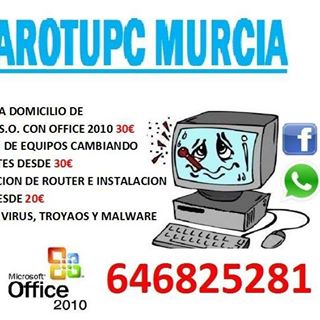 AROTUPC MURCIA
A DOMICILIO DE
S.O. CON OFFICE 2010 30€
DE EQUIPOS CAMBIANDO
TES DESDE 30€
CION DE ROUTER E INSTALACION
ESDE 20€
VIRUS, TROYAOS Y MALWARE
f
Microsoft
Office
2010
646825281